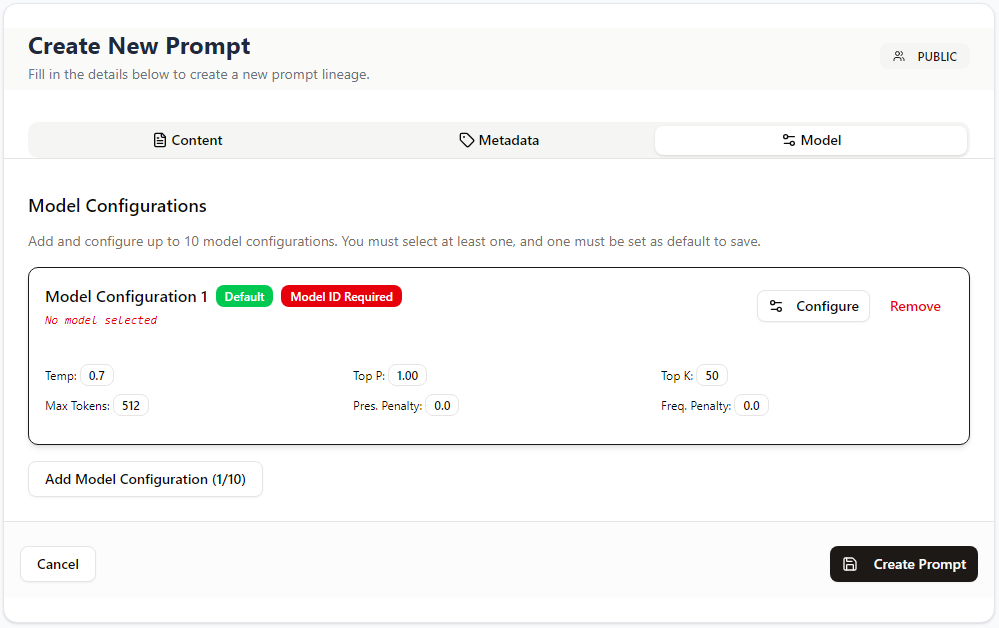 Create New Prompt
Fill in the details below to create a new prompt lineage.
PUBLIC
Content
Metadata
Model
Model Configurations
Add and configure up to 10 model configurations. You must select at least one, and one must be set as default to save.
Model Configuration 1 Default Model ID Required
No model selected
Configure
Remove
Temp: 0.7 Top P: 1.00 Top K: 50
Max Tokens: 512 Pres. Penalty: 0.0 Freq. Penalty: 0.0
Add Model Configuration (1/10)
Cancel
Create Prompt